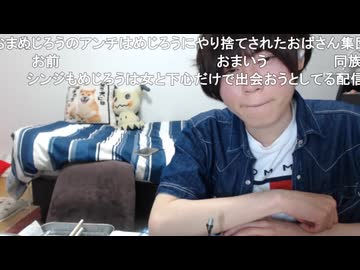 おまめじろうのアンチはめじろうにやり捨てされたおばさん集団
お前 おまいう 同族
シンジもめじろうは女と下心だけで出会おうとしてる配信
TOMM